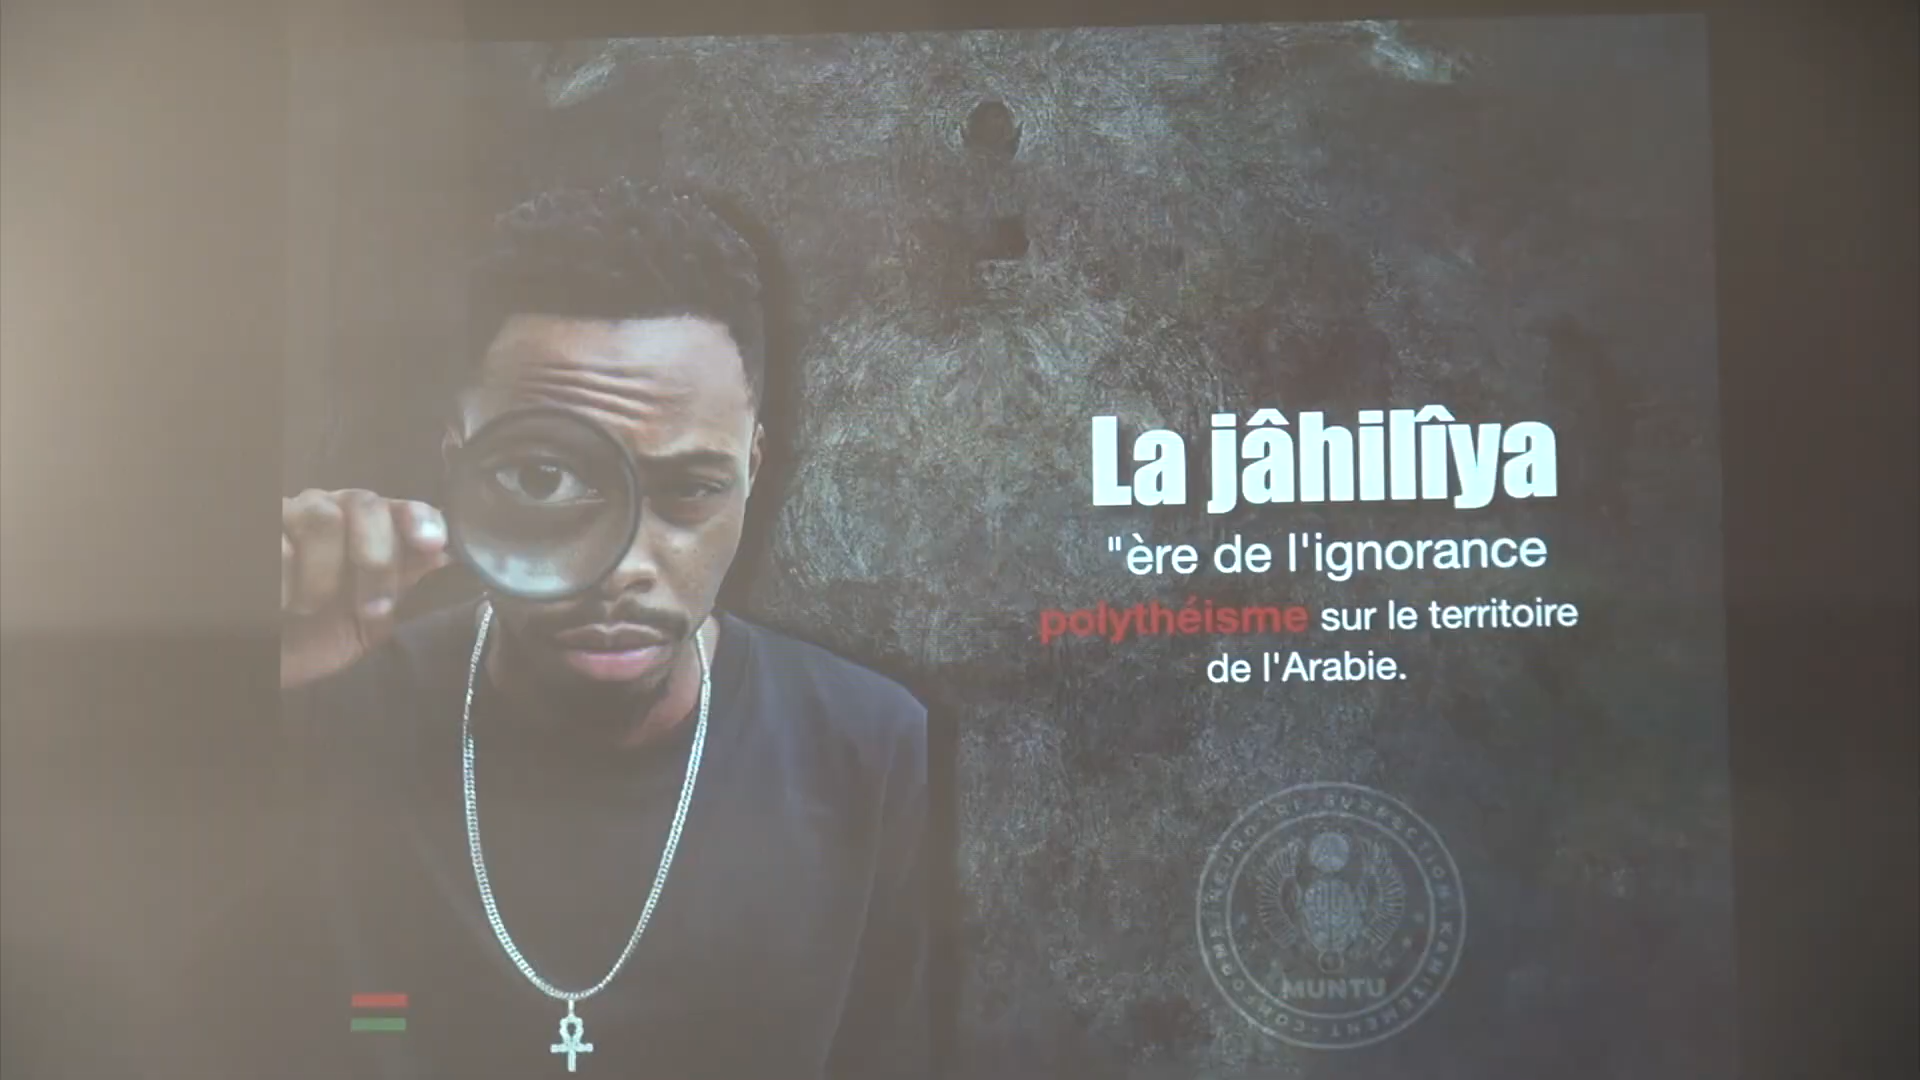 La jâhilîya
"ère de l'ignorance
polythéisme sur le territoire
de l'Arabie.
MUNTU